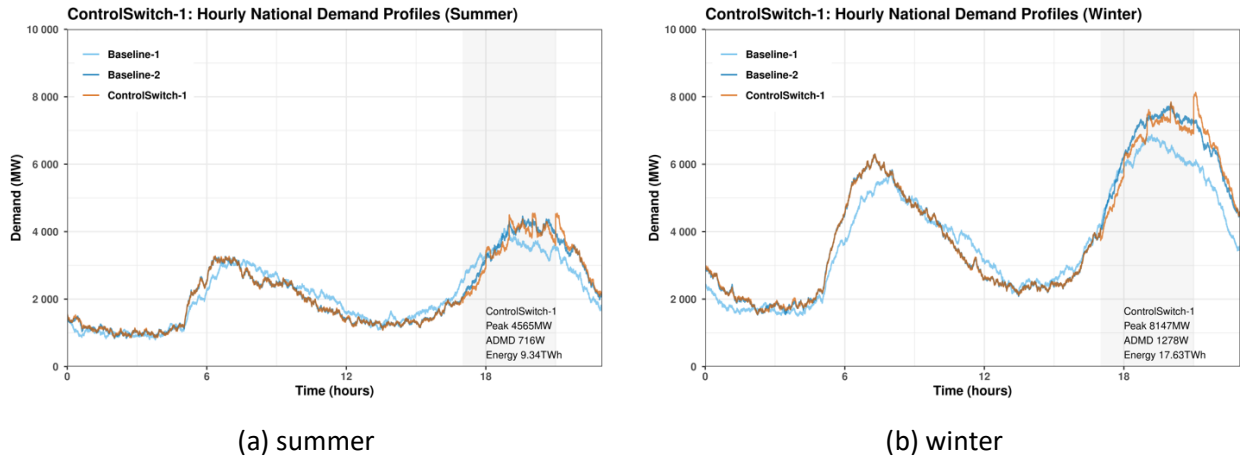 ControlSwitch-1: Hourly National Demand Profiles (Summer)
10 000
8 000
6 000
4 000
2 000
0
Demand (MW)
Baseline-1
Baseline-2
ControlSwitch-1
ControlSwitch-1
Peak 4565MW
ADMD 716W
Energy 9.34TWh
0
6
12
18
Time (hours)
(a) summer
ControlSwitch-1: Hourly National Demand Profiles (Winter)
10 000
8 000
6 000
4 000
2 000
0
Demand (MW)
Baseline-1
Baseline-2
ControlSwitch-1
ControlSwitch-1
Peak 8147MW
ADMD 1278W
Energy 17.63TWh
0
6
12
18
Time (hours)
(b) winter